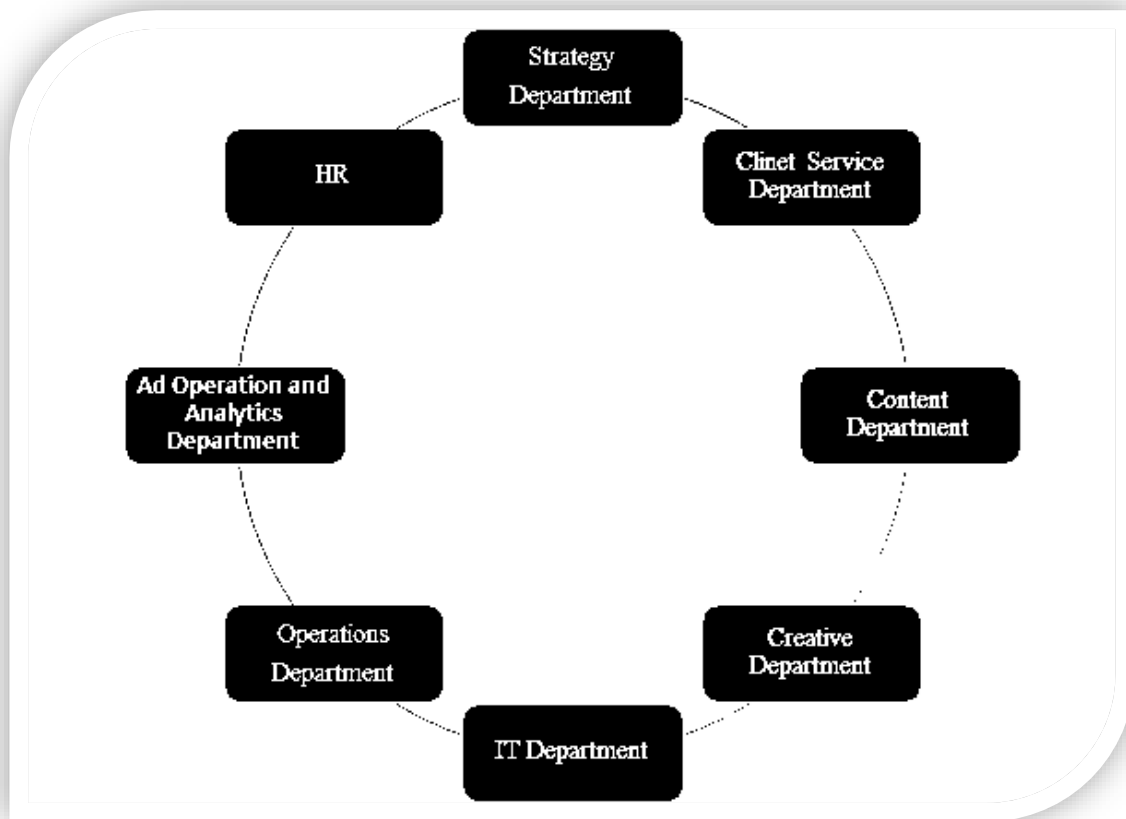 Strategy
Department
Clinet Service
Department
Content
Department
Creative
Department
IT Department
Operations
Department
Ad Operation and
Analytics
Department
HR